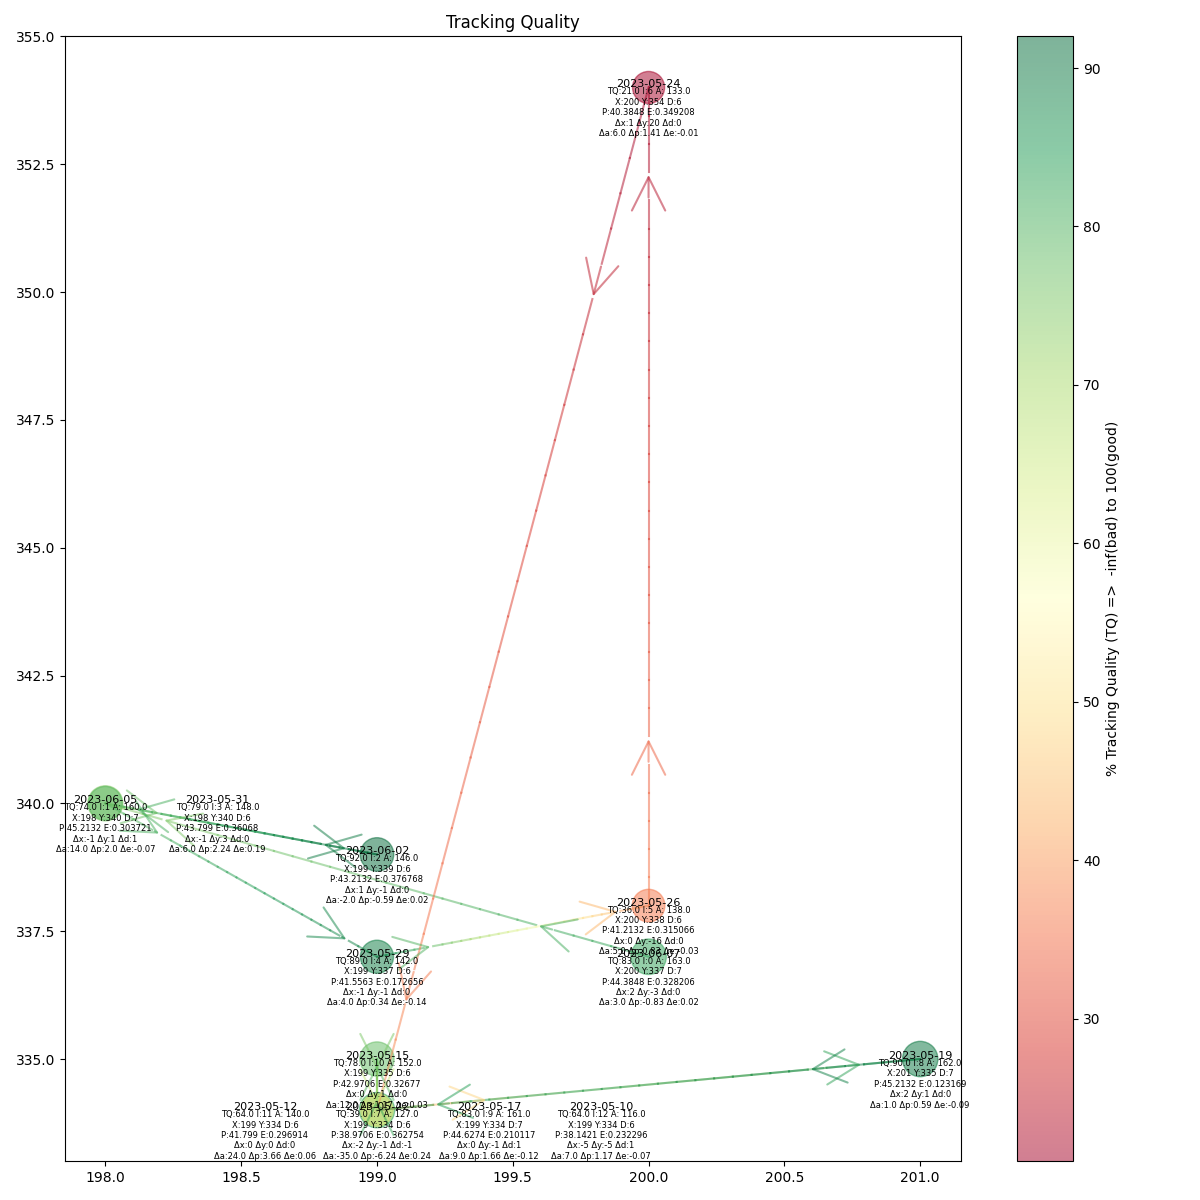 Tracking Quality
355.0
352.5
350.0
347.5
345.0
342.5
340.0
337.5
335.0
198.0
198.5
199.0
199.5
200.0
200.5
201.0
2023-05-24
TQ:21.0 I:6 A: 133.0
X:200 Y:354 D:6
P:40.3848 E:0.349208
Δx:1 Δy:20 Δd:0
Δa:6.0 Δp:1.41 Δe:-0.01
2023-06-05
TQ:74.0 I:1 A: 160.0
X:198 Y:340 D:7
P:45.2132 E:0.303721
Δx:-1 Δy:1 Δd:1
Δa:14.0 Δp:2.0 Δe:-0.07
2023-05-31
TQ:79.0 I:3 A: 148.0
X:198 Y:340 D:6
P:43.799 E:0.36068
Δx:-1 Δy:3 Δd:0
Δa:6.0 Δp:2.24 Δe:0.19
2023-06-02
TQ:92.0 I:2 A: 146.0
X:199 Y:339 D:6
P:43.2132 E:0.376768
Δx:1 Δy:-1 Δd:0
Δa:-2.0 Δp:-0.59 Δe:0.02
2023-05-26
TQ:36.0 I:5 A: 138.0
X:200 Y:338 D:6
P:41.2132 E:0.315066
Δx:0 Δy:-16 Δd:0
2023-05-29
TQ:89.0 I:4 A: 142.0
X:199 Y:337 D:6
P:41.5563 E:0.172656
Δx:-1 Δy:-1 Δd:0
Δa:4.0 Δp:0.34 Δe:-0.14
2023-06-07
TQ:83.0 I:0 A: 163.0
X:200 Y:337 D:7
P:44.3848 E:0.328206
Δx:2 Δy:-3 Δd:0
Δa:3.0 Δp:-0.83 Δe:0.02
2023-05-15
TQ:78.0 I:10 A: 152.0
X:199 Y:335 D:6
P:42.9706 E:0.32677
Δx:0 Δy:1 Δd:0
2023-05-19
TQ:90.0 I:8 A: 162.0
X:201 Y:335 D:7
P:45.2132 E:0.123169
Δx:2 Δy:1 Δd:0
Δa:1.0 Δp:0.59 Δe:-0.09
2023-05-12
TQ:64.0 I:11 A: 140.0
X:199 Y:334 D:6
P:41.799 E:0.296914
Δx:0 Δy:0 Δd:0
Δa:24.0 Δp:3.66 Δe:0.06
TQ:39.0 I:7 A: 127.0
X:199 Y:334 D:6
P:38.9706 E:0.362754
Δx:-2 Δy:-1 Δd:-1
Δa:-35.0 Δp:-6.24 Δe:0.24
2023-05-17
TQ:83.0 I:9 A: 161.0
X:199 Y:334 D:7
P:44.6274 E:0.210117
Δx:0 Δy:-1 Δd:1
Δa:9.0 Δp:1.66 Δe:-0.12
2023-05-10
TQ:64.0 I:12 A: 116.0
X:199 Y:334 D:6
P:38.1421 E:0.232296
Δx:-5 Δy:-5 Δd:1
Δa:7.0 Δp:1.17 Δe:-0.07
90
80
70
60
50
40
30
% Tracking Quality (TQ) =>  -inf(bad) to 100(good)